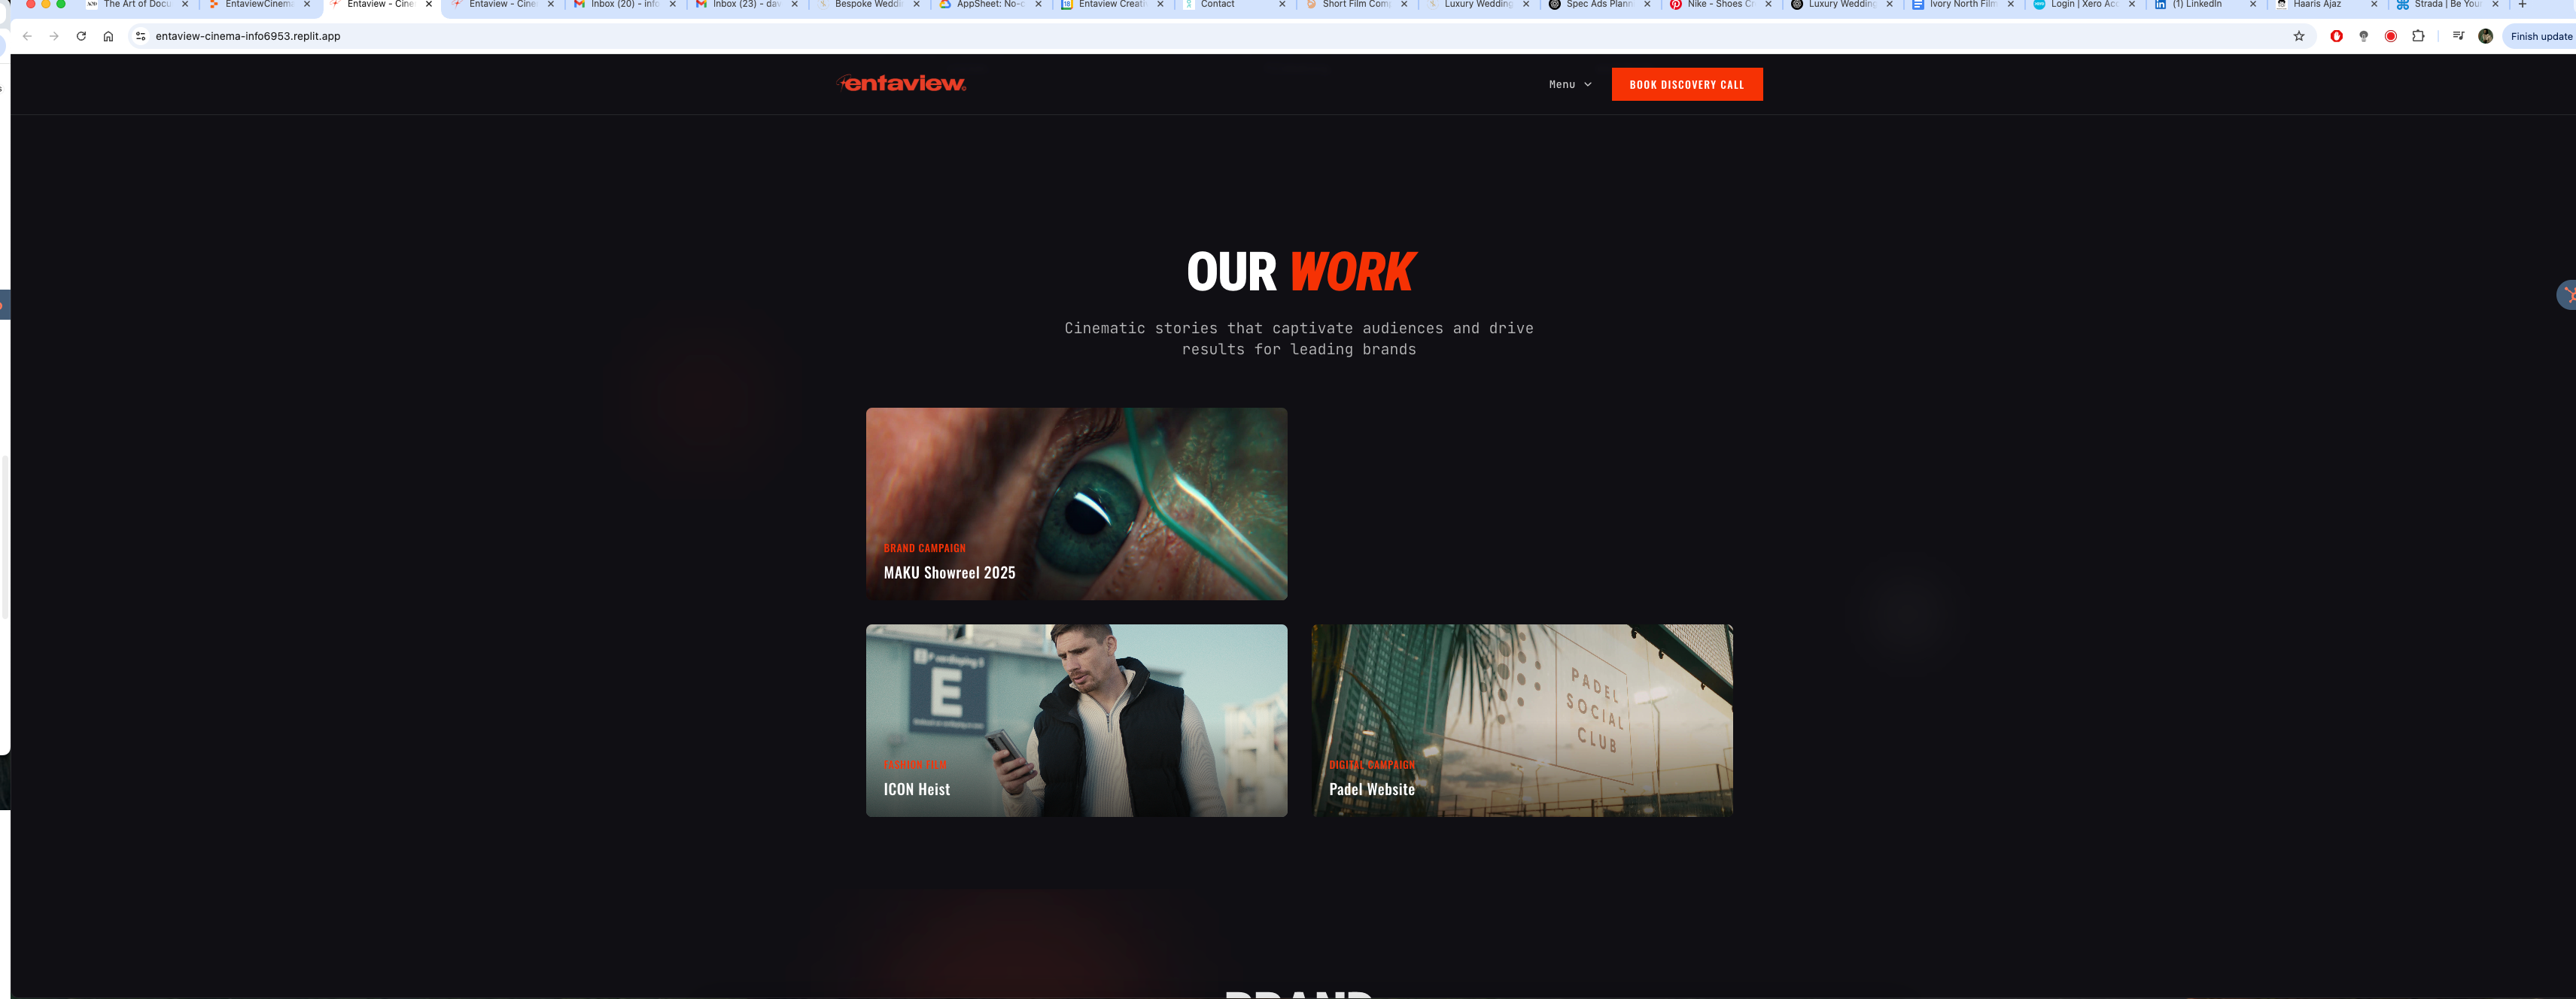 The Art of Docu
EntaviewCinema
Entaview - Cine
Entaview - Cine
Inbox (20) - info
Inbox (23) - dav
Bespoke Weddi
AppSheet: No-c
Entaview Creati
Contact
Short Film Comp
Luxury Wedding
Spec Ads Plann
Nike - Shoes Cr
Luxury Wedding
Ivory North Film
Login | Xero Acc
(1) LinkedIn
Haaris Ajaz
Strada | Be You
entaview-cinema-info6953.replit.app
Finish update
entaview
Menu
BOOK DISCOVERY CALL
OUR WORK
Cinematic stories that captivate audiences and drive
results for leading brands
BRAND CAMPAIGN
MAKU Showreel 2025
E
FASHION FILM
ICON Heist
PADEL
SOCIAL
CLUB
DIGITAL CAMPAIGN
Padel Website
BRAND